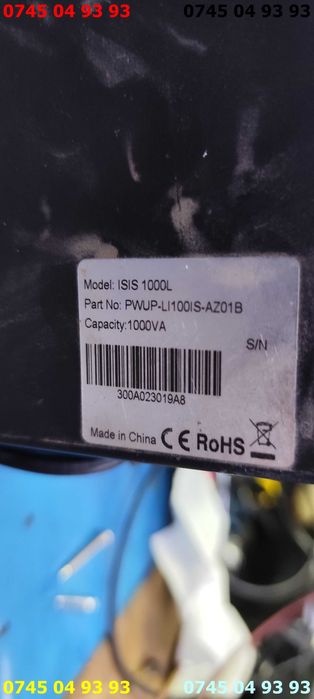 0745 04 93 93 0745 04 93 93
Model: ISIS 1000L
Part No: PWUP-LI100IS-AZ01B
Capacity:1000VA
S/N
300A023019A8
Made in China CE RoHS
0745 04 93 93 0745 04 93 93